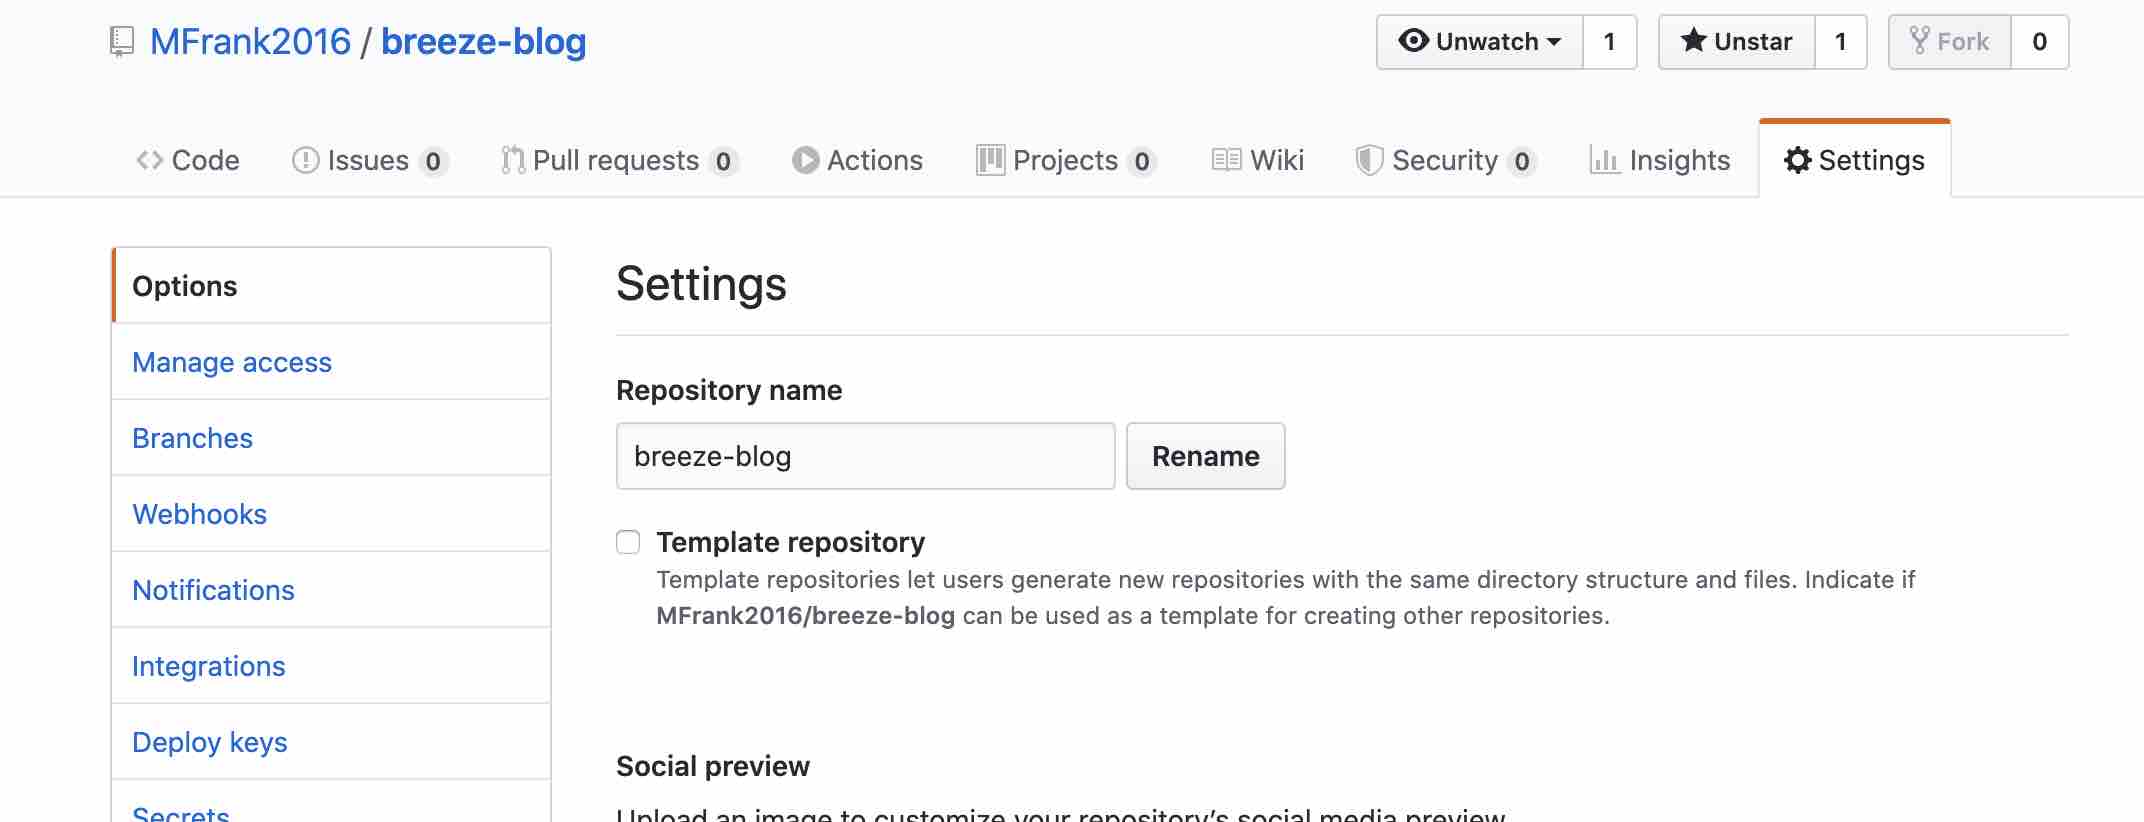 MFrank2016 / breeze-blog
Unwatch 1 Unstar 1 Fork 0
Code Issues 0 Pull requests 0 Actions Projects 0 Wiki Security 0 Insights Settings
Options
Manage access
Branches
Webhooks
Notifications
Integrations
Deploy keys
Secrets
Settings
Repository name
breeze-blog Rename
Template repository
Template repositories let users generate new repositories with the same directory structure and files. Indicate if
MFrank2016/breeze-blog can be used as a template for creating other repositories.
Social preview
Upload an image to customize your repository's social media preview.